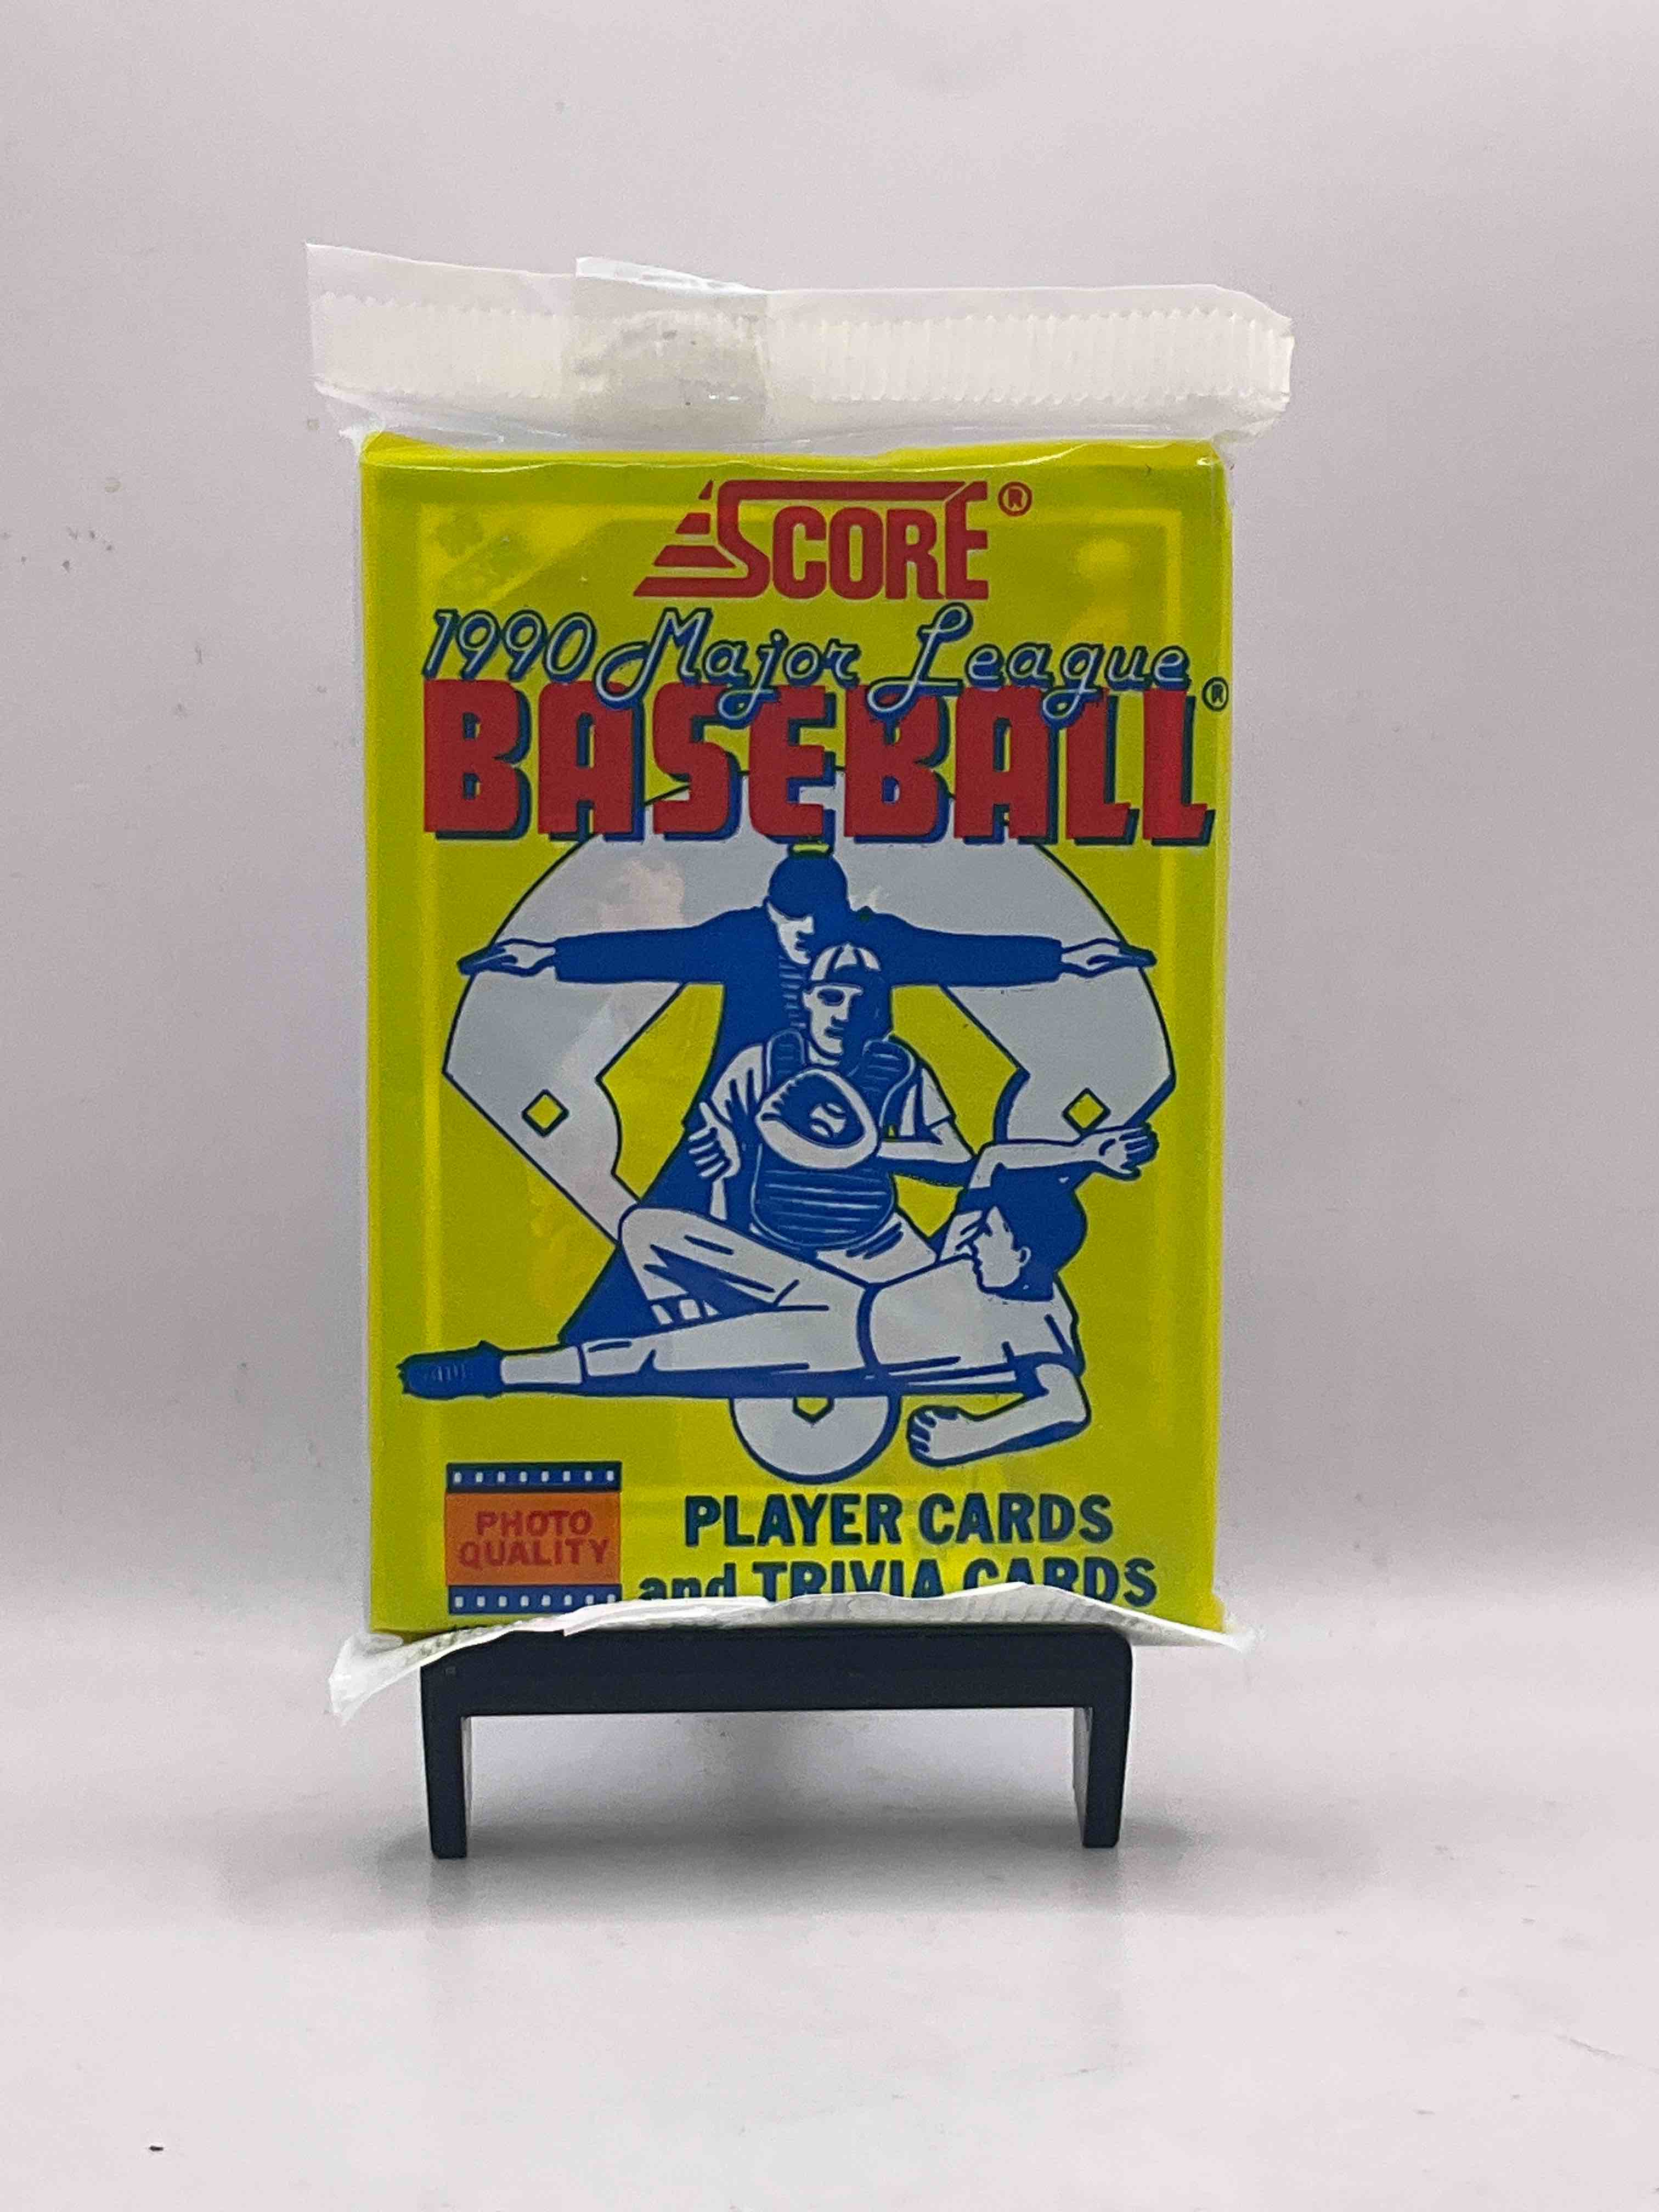 SCORE®
1990 Major League
BASEBALL®
PHOTO
QUALITY
PLAYER CARDS
and TRIVIA CARDS